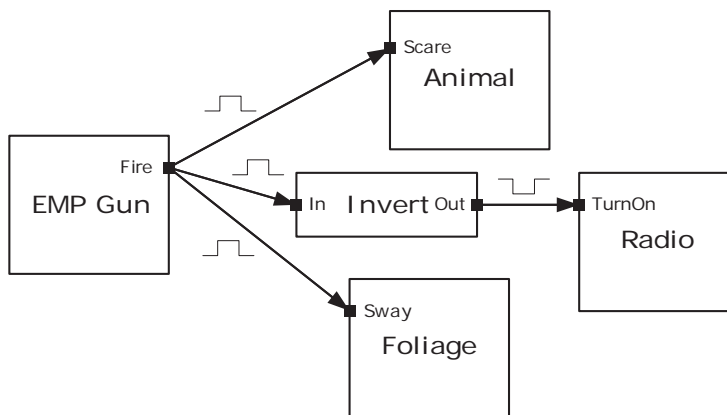 Scare
Animal
Fire
EMP Gun
In
Invert
Out
TurnOn
Radio
Sway
Foliage